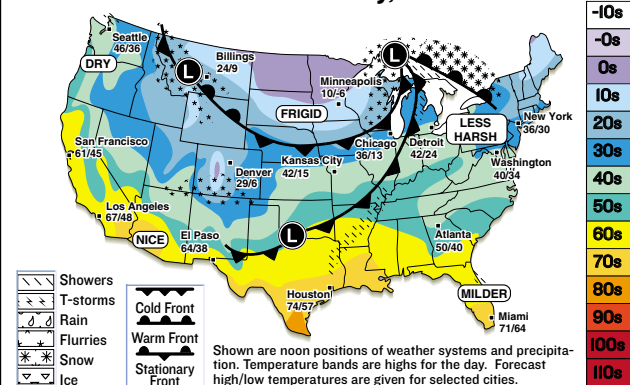 Seattle
46/36
DRY
Billings
24/9
L
L
Minneapolis
10/-6
FRIGID
LESS
HARSH
New York
36/30
San Francisco
61/45
Chicago
36/13
Detroit
42/24
Kansas City
42/15
Washington
40/34
Denver
29/6
Los Angeles
67/48
NICE
El Paso
64/38
L
Atlanta
50/40
Houston
74/57
MILDER
Miami
71/64
Showers
T-storms
Rain
Flurries
Snow
Ice
Cold Front
Warm Front
Stationary
Front
Shown are noon positions of weather systems and precipita-
tion. Temperature bands are highs for the day. Forecast
high/low temperatures are given for selected cities.
-10s
-0s
0s
10s
20s
30s
40s
50s
60s
70s
80s
90s
100s
110s